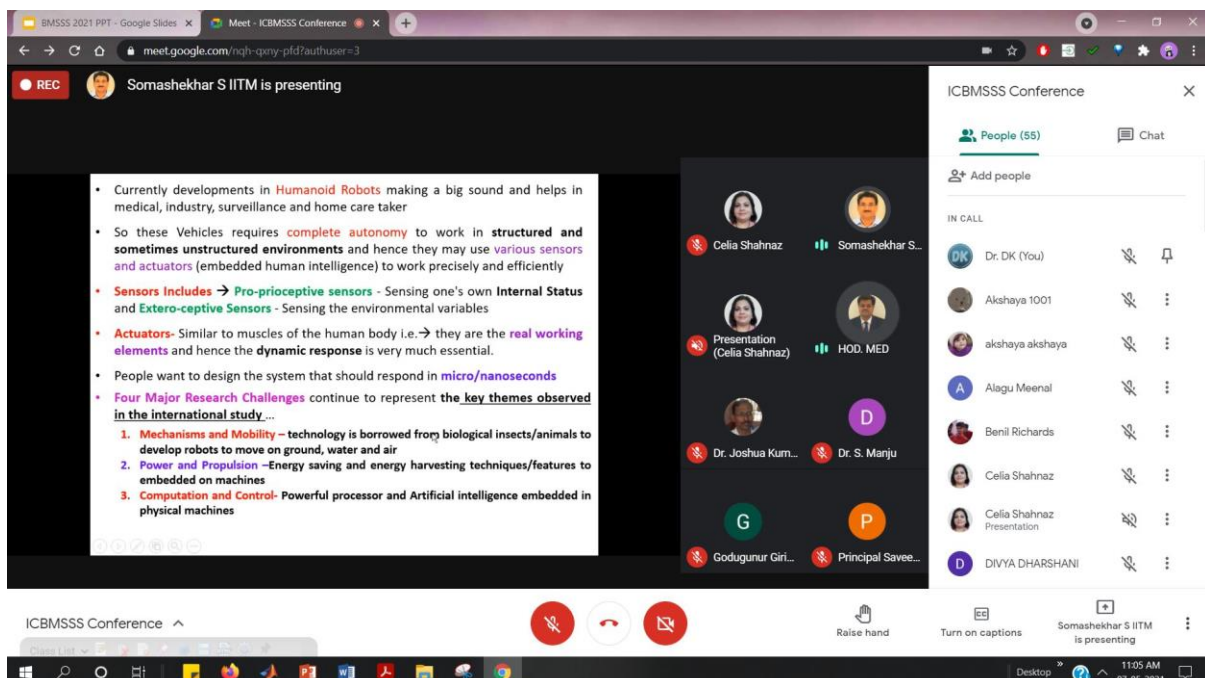 BMSSS 2021 PPT - Google Slides
Meet - ICBMSSS Conference
meet.google.com/nqh-qxny-pfd?authuser=3
REC
Somashekhar S IITM is presenting
• Currently developments in Humanoid Robots making a big sound and helps in
medical, industry, surveillance and home care taker
• So these Vehicles requires complete autonomy to work in structured and
sometimes unstructured environments and hence they may use various sensors
and actuators (embedded human intelligence) to work precisely and efficiently
• Sensors Includes → Pro-prioceptive sensors - Sensing one's own Internal Status
and Extero-ceptive Sensors - Sensing the environmental variables
• Actuators- Similar to muscles of the human body i.e.→ they are the real working
elements and hence the dynamic response is very much essential.
• People want to design the system that should respond in micro/nanoseconds
• Four Major Research Challenges continue to represent the key themes observed
in the international study ...
1. Mechanisms and Mobility – technology is borrowed from biological insects/animals to
develop robots to move on ground, water and air
2. Power and Propulsion –Energy saving and energy harvesting techniques/features to
embedded on machines
3. Computation and Control- Powerful processor and Artificial intelligence embedded in
physical machines
Celia Shahnaz
Somashekhar S...
Presentation
(Celia Shahnaz)
HOD. MED
D
Dr. Joshua Kum...
Dr. S. Manju
G
P
Godugunur Giri...
Principal Savee...
ICBMSSS Conference
People (55)
Chat
Add people
IN CALL
DK
Dr. DK (You)
Akshaya 1001
akshaya akshaya
A
Alagu Meenal
Benil Richards
Celia Shahnaz
Celia Shahnaz
Presentation
D
DIVYA DHARSHANI
ICBMSSS Conference
Raise hand
CC
Turn on captions
Somashekhar S IITM
is presenting
Class List
Desktop
11:05 AM